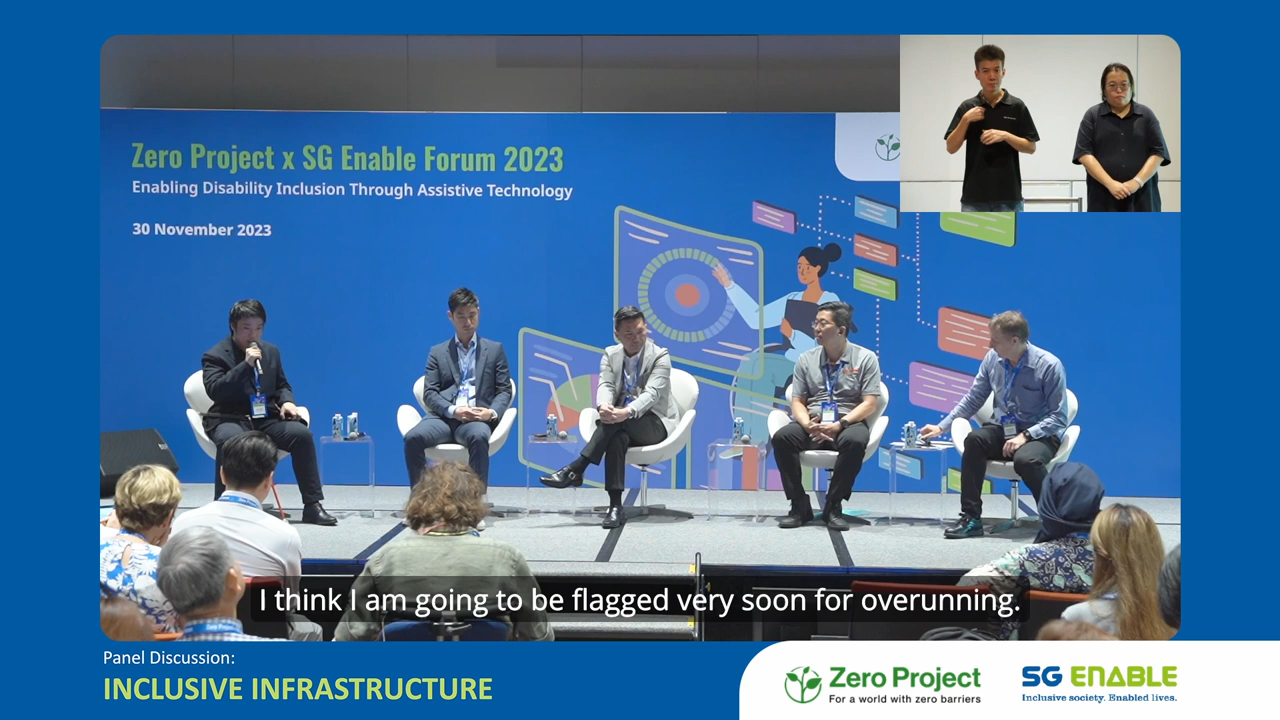 Zero Project x SG Enable Forum 2023
Enabling Disability Inclusion Through Assistive Technology
30 November 2023
I think I am going to be flagged very soon for overunning.
Panel Discussion:
INCLUSIVE INFRASTRUCTURE
Zero Project
For a world with zero barriers
SG ENABLE
Inclusive society. Enabled lives.